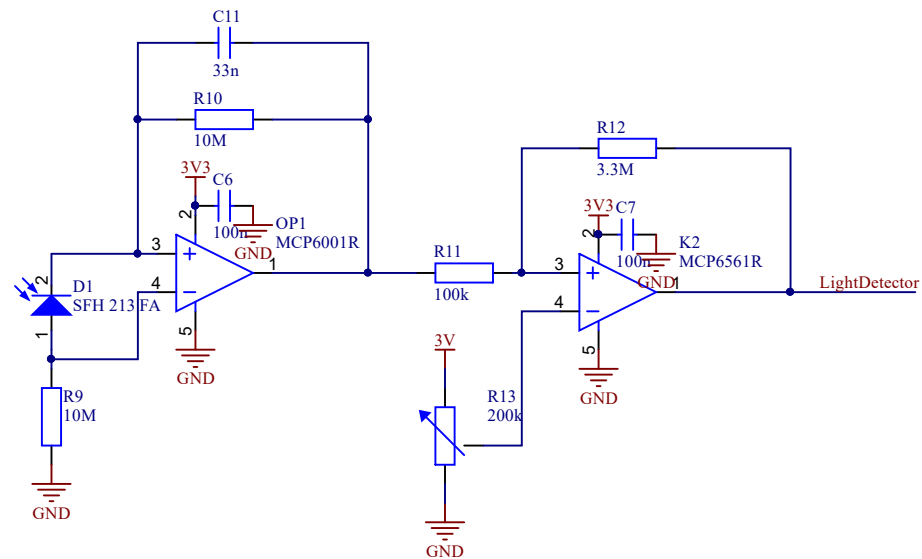 C11
33n
R10
10M
3V3
C6
100n
GND
OP1
MCP6001R
2
3
4
1
5
GND
2
D1
SFH 213 FA
1
R9
10M
GND
R11
100k
R12
3.3M
3V3
C7
100n
GND
K2
MCP6561R
2
3
4
1
5
GND
LightDetector
3V
R13
200k
GND